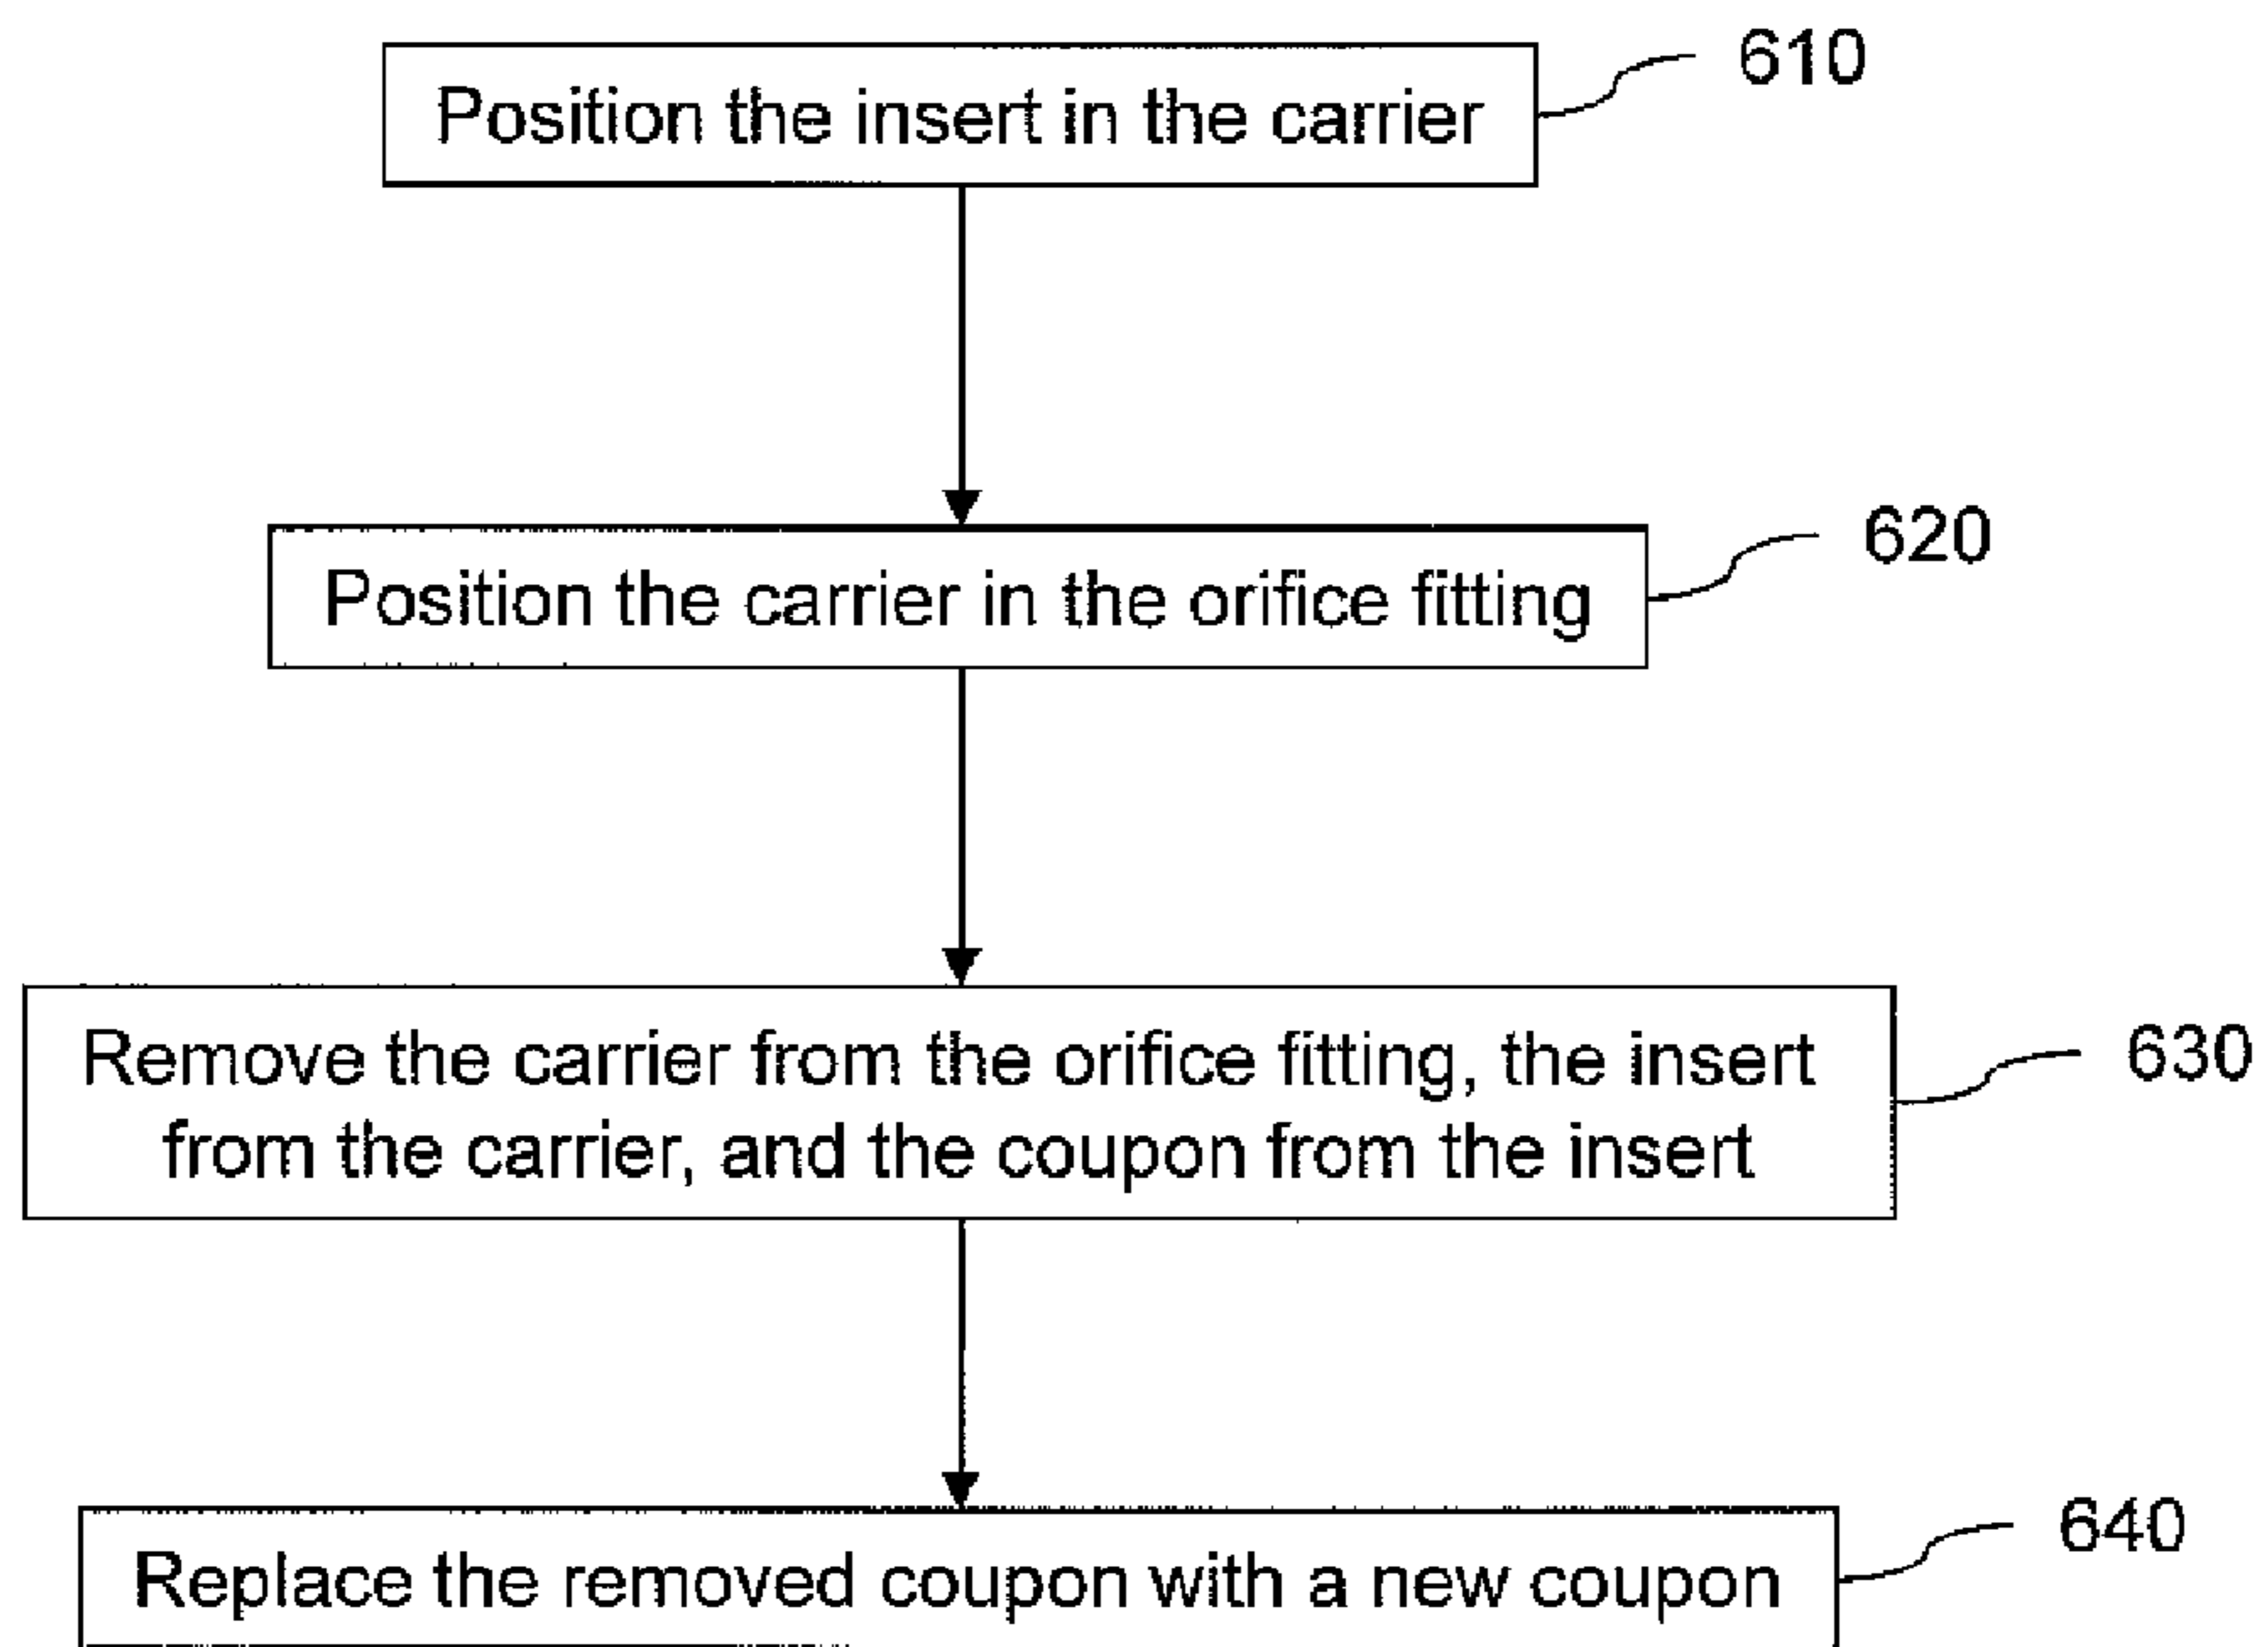 610
Position the insert in the carrier
620
Position the carrier in the orifice fitting
630
Remove the carrier from the orifice fitting, the insert
from the carrier, and the coupon from the insert
640
Replace the removed coupon with a new coupon